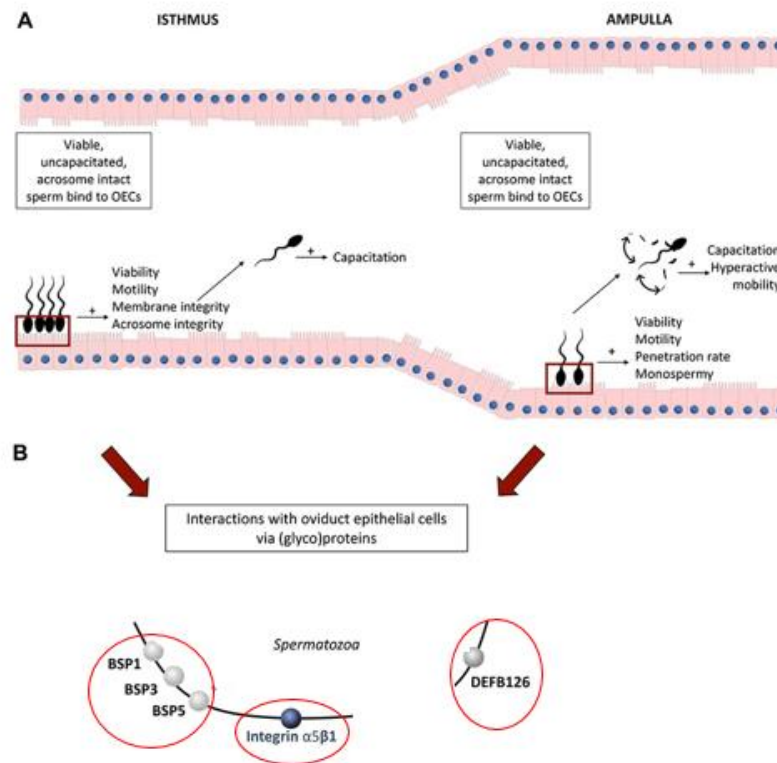 A
ISTHMUS
AMPULLA
Viable,
uncapacitated,
acrosome intact
sperm bind to OECs
Viable,
uncapacitated,
acrosome intact
sperm bind to OECs
Viability
Motility
Membrane integrity
Acrosome integrity
+
+
Capacitation
+
Capacitation
Hyperactive
mobility
+
Viability
Motility
Penetration rate
Monospermy
B
Interactions with oviduct epithelial cells
via (glyco)proteins
Spermatozoa
BSP1
BSP3
BSP5
Integrin α5β1
DEFB126